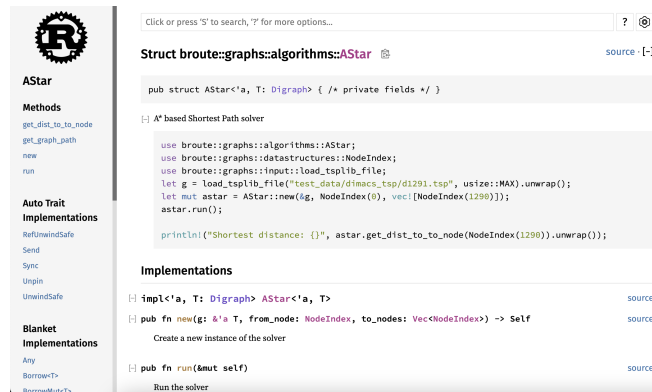 Click or press ‘S’ to search, ‘?’ for more options…
?
R
AStar
Methods
get_dist_to_to_node
get_graph_path
new
run
Auto Trait
Implementations
RefUnwindSafe
Send
Sync
Unpin
UnwindSafe
Blanket
Implementations
Any
Borrow<T>
BorrowMut<T>
Struct broute::graphs::algorithms::AStar
source · [-]
pub struct AStar<'a, T: Digraph> { /* private fields */ }
[-] A* based Shortest Path solver
use broute::graphs::algorithms::AStar;
use broute::graphs::datastructures::NodeIndex;
use broute::graphs::input::load_tsplib_file;
let g = load_tsplib_file("test_data/dimacs_tsp/d1291.tsp", usize::MAX).unwrap();
let mut astar = AStar::new(&g, NodeIndex(0), vec![NodeIndex(1290)]);
astar.run();
println!("Shortest distance: {}", astar.get_dist_to_to_node(NodeIndex(1290)).unwrap());
Implementations
[-] impl<'a, T: Digraph> AStar<'a, T>
source
[-] pub fn new(g: &'a T, from_node: NodeIndex, to_nodes: Vec<NodeIndex>) -> Self
source
Create a new instance of the solver
[-] pub fn run(&mut self)
source
Run the solver